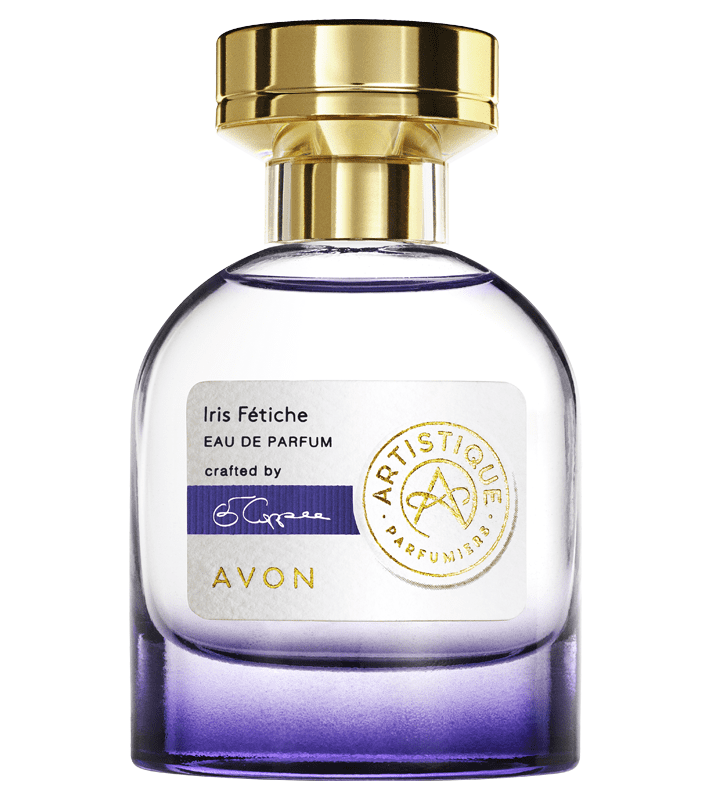 Iris Fétiche
EAU DE PARFUM
crafted by
AVON
ARTISTIQUE
PARFUMIERS